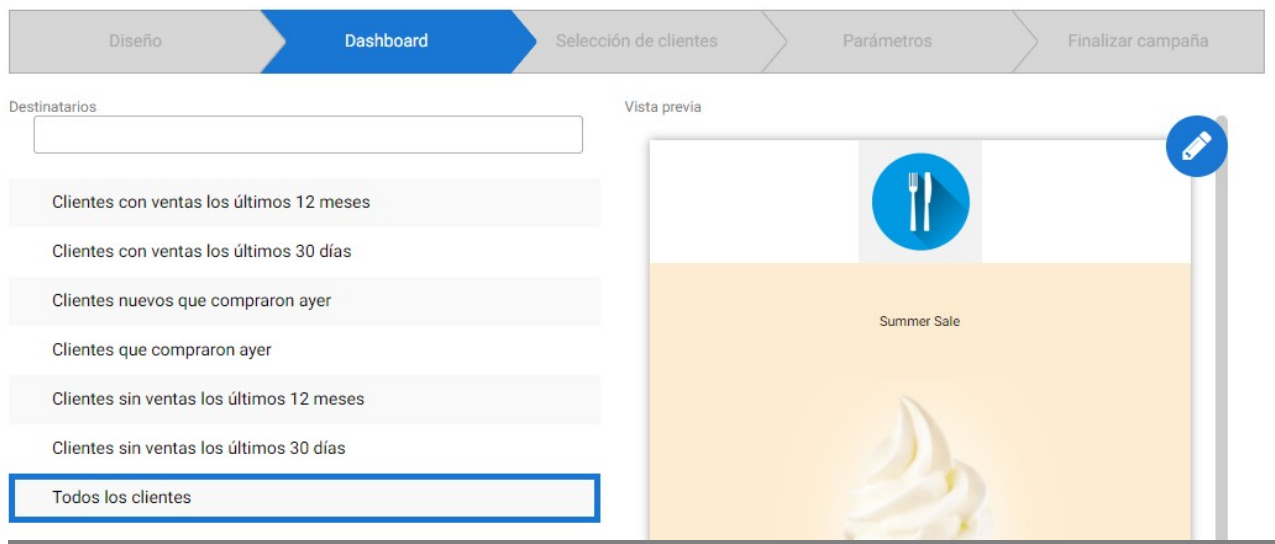 Diseño
Dashboard
Selección de clientes
Parámetros
Finalizar campaña
Destinatarios
Vista previa
Clientes con ventas los últimos 12 meses
Clientes con ventas los últimos 30 días
Clientes nuevos que compraron ayer
Clientes que compraron ayer
Clientes sin ventas los últimos 12 meses
Clientes sin ventas los últimos 30 días
Todos los clientes
Summer Sale